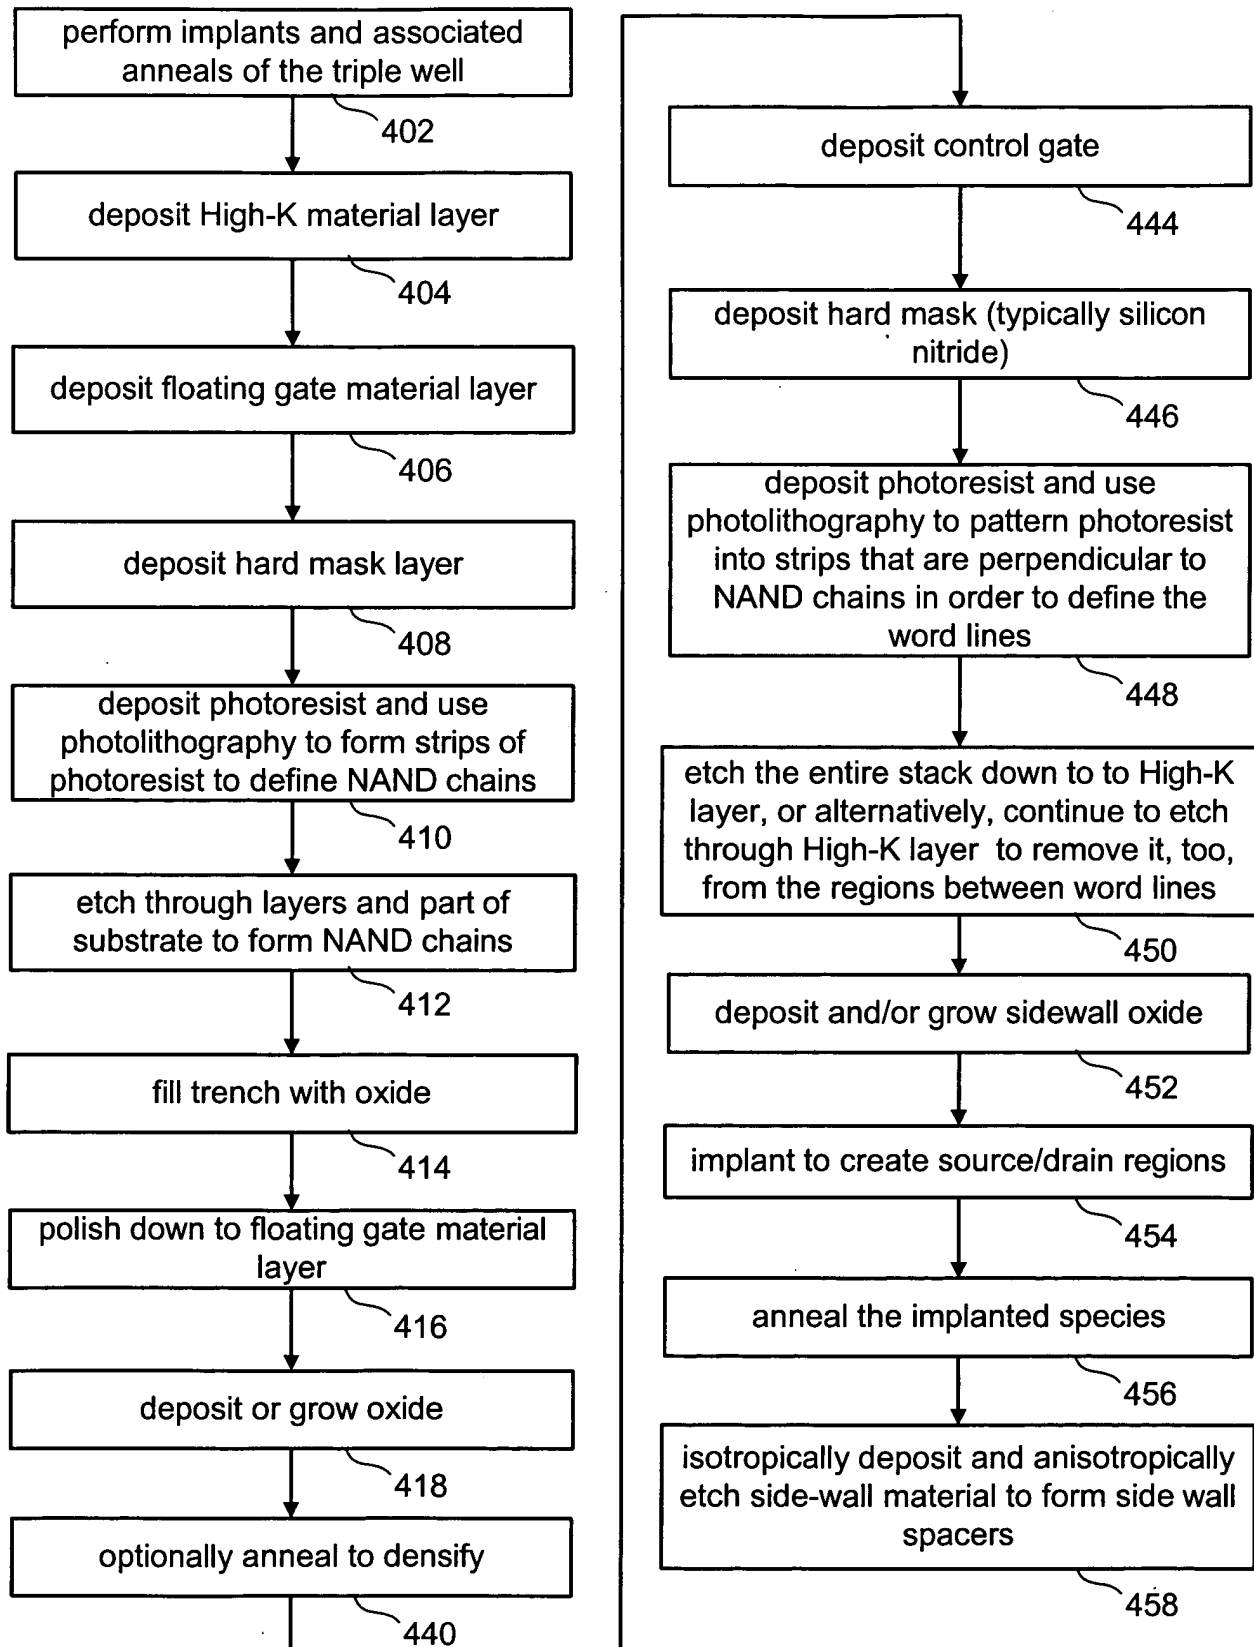 perform implants and associated
anneals of the triple well
402
deposit High-K material layer
404
deposit floating gate material layer
406
deposit hard mask layer
408
deposit photoresist and use
photolithography to form strips of
photoresist to define NAND chains
410
etch through layers and part of
substrate to form NAND chains
412
fill trench with oxide
414
polish down to floating gate material
layer
416
deposit or grow oxide
418
optionally anneal to densify
440
deposit control gate
444
deposit hard mask (typically silicon
nitride)
446
deposit photoresist and use
photolithography to pattern photoresist
into strips that are perpendicular to
NAND chains in order to define the
word lines
448
etch the entire stack down to to High-K
layer, or alternatively, continue to etch
through High-K layer to remove it, too,
from the regions between word lines
450
deposit and/or grow sidewall oxide
452
implant to create source/drain regions
454
anneal the implanted species
456
isotropically deposit and anisotropically
etch side-wall material to form side wall
spacers
458